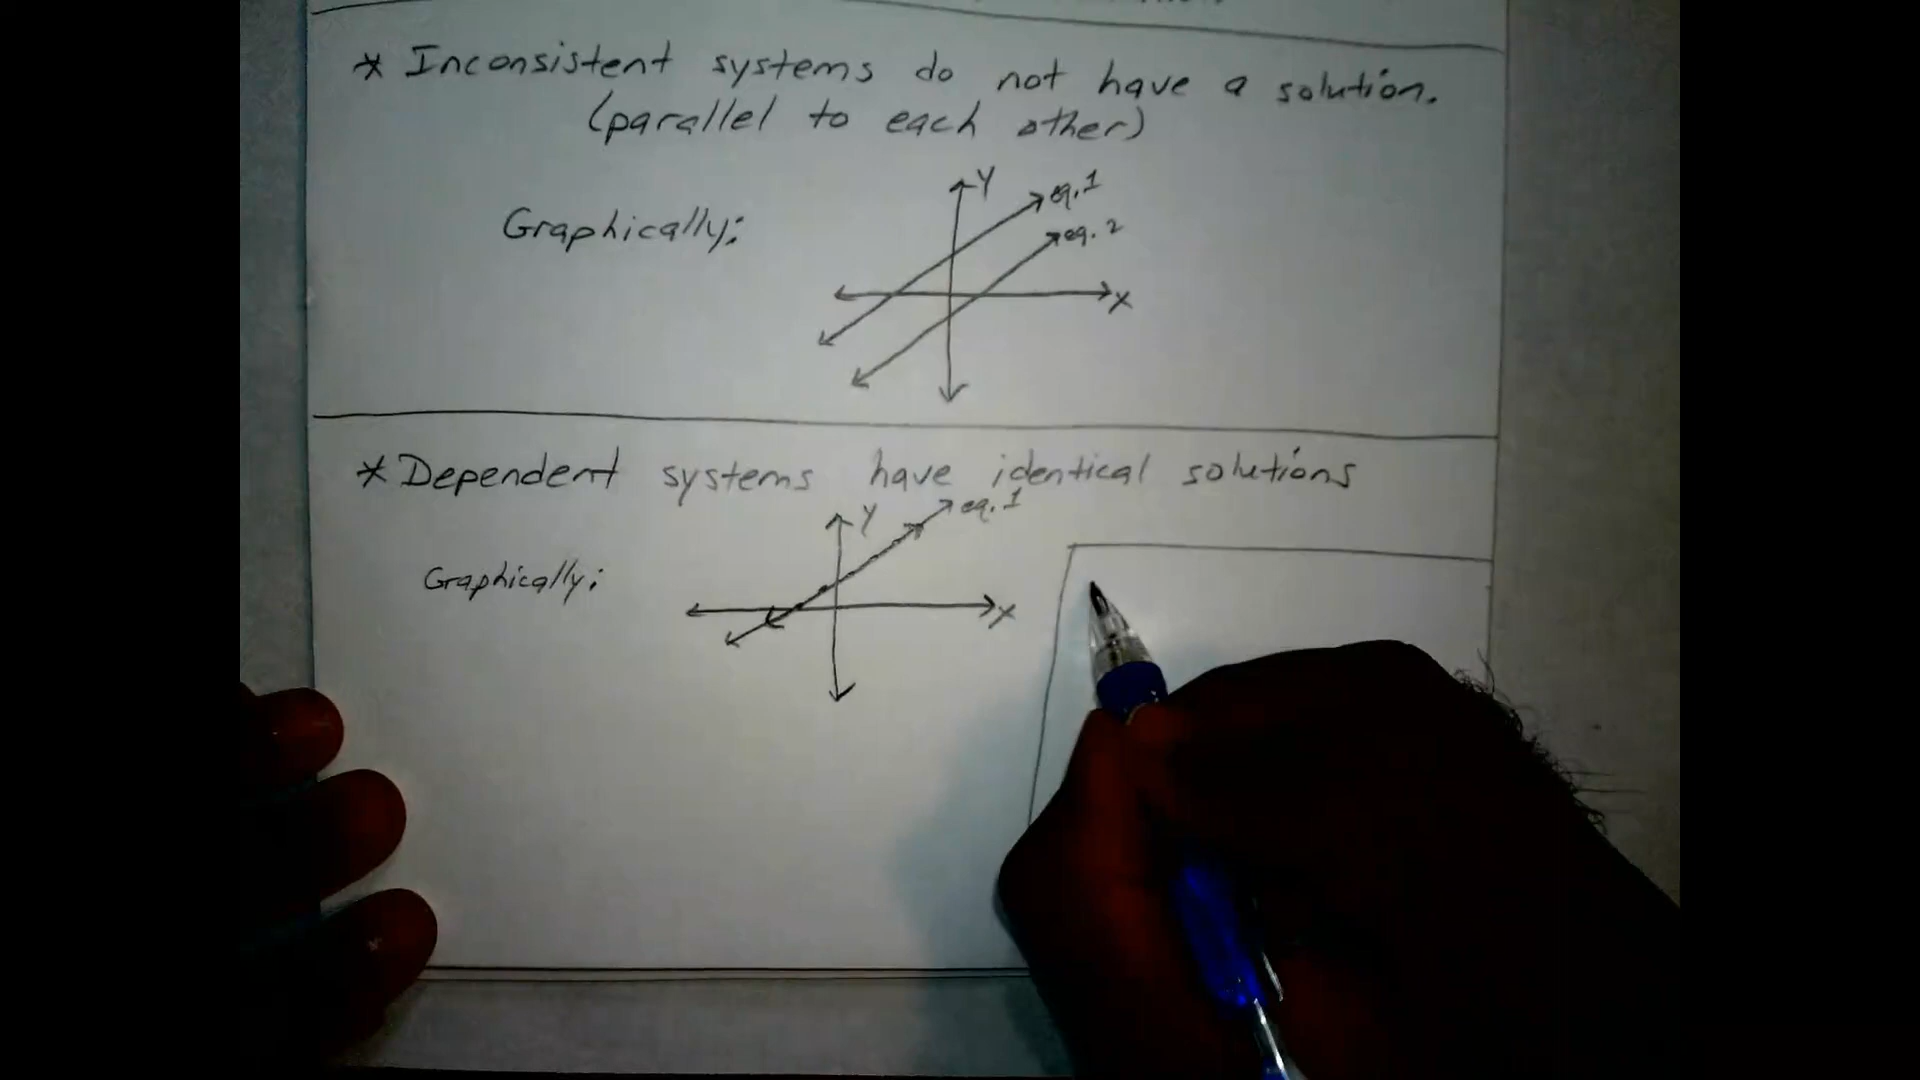 * Inconsistent systems do not have a solution.
(parallel to each other)
Graphically:
Y
eq. 1
eq. 2
X
* Dependent systems have identical solutions
Y
eq. 1
Graphically:
X